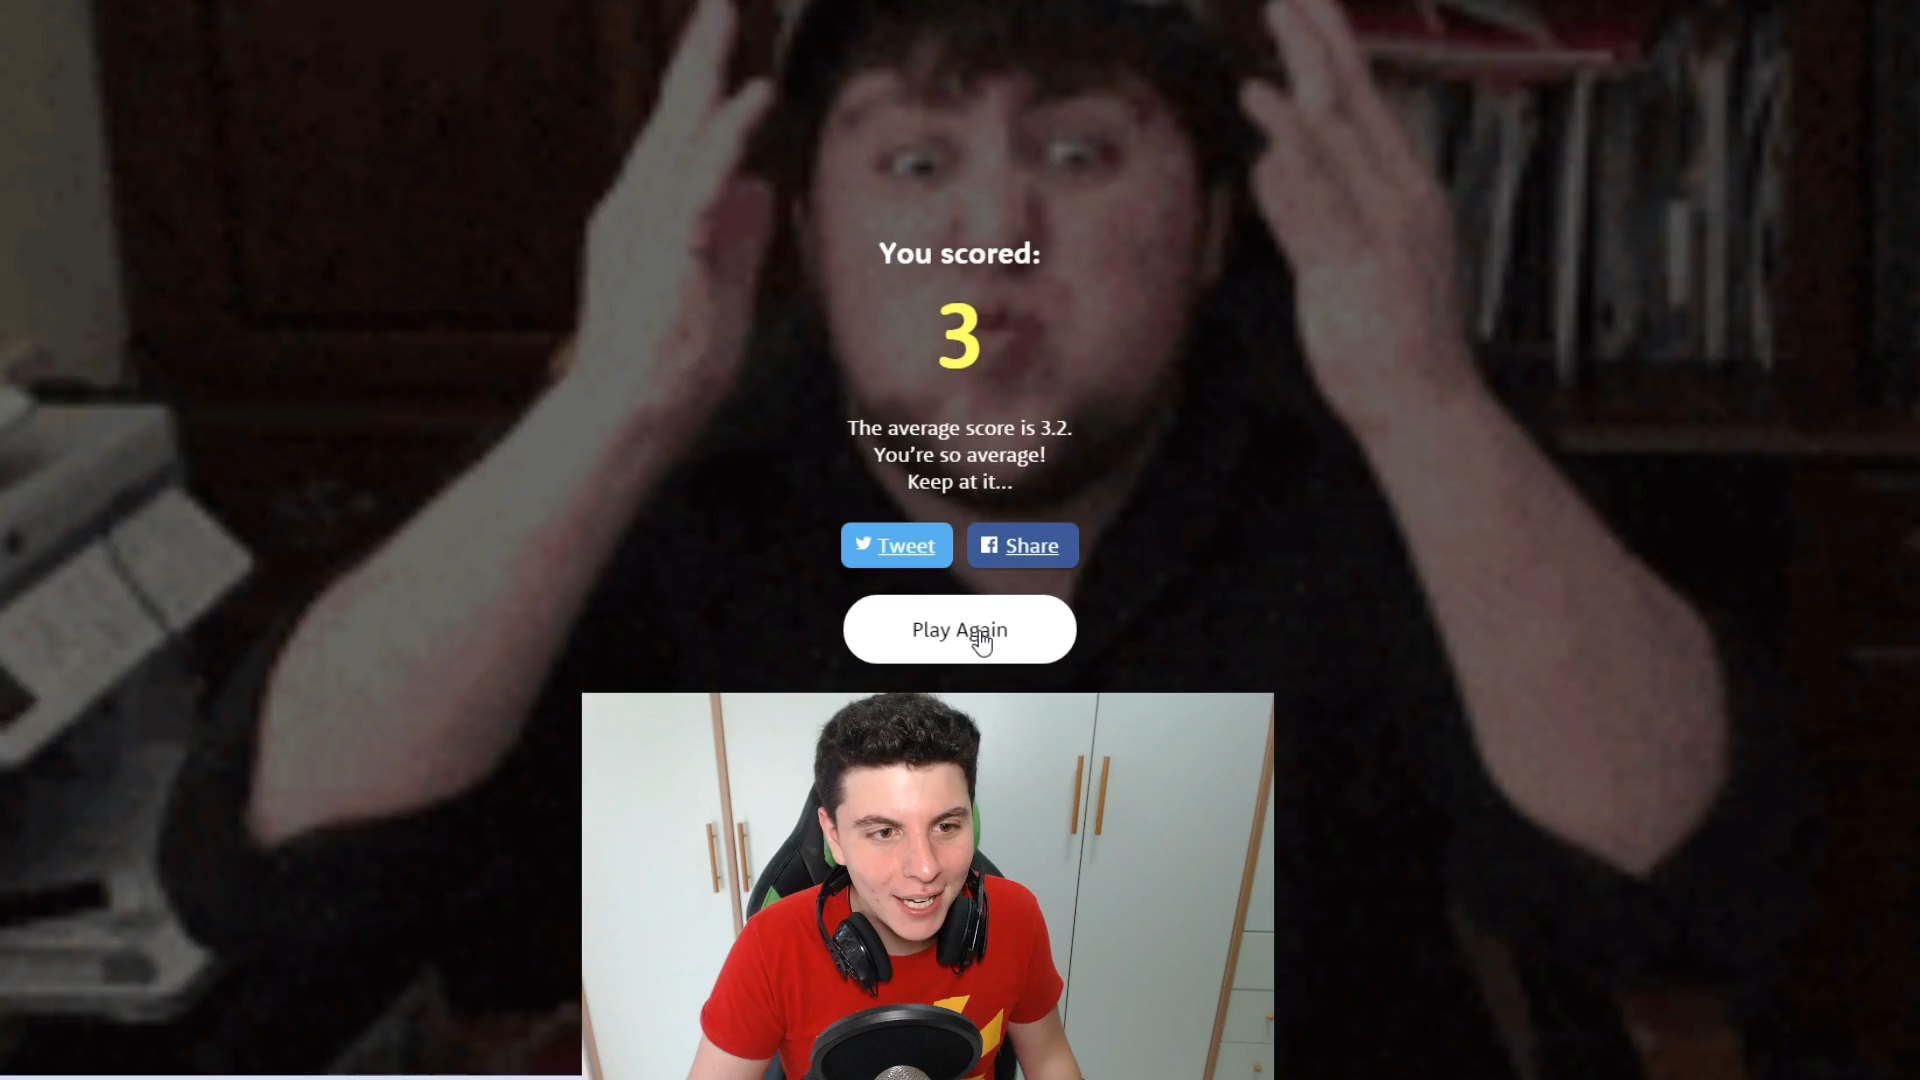 You scored:
3
The average score is 3.2.
You’re so average!
Keep at it...
Tweet
Share
Play Again